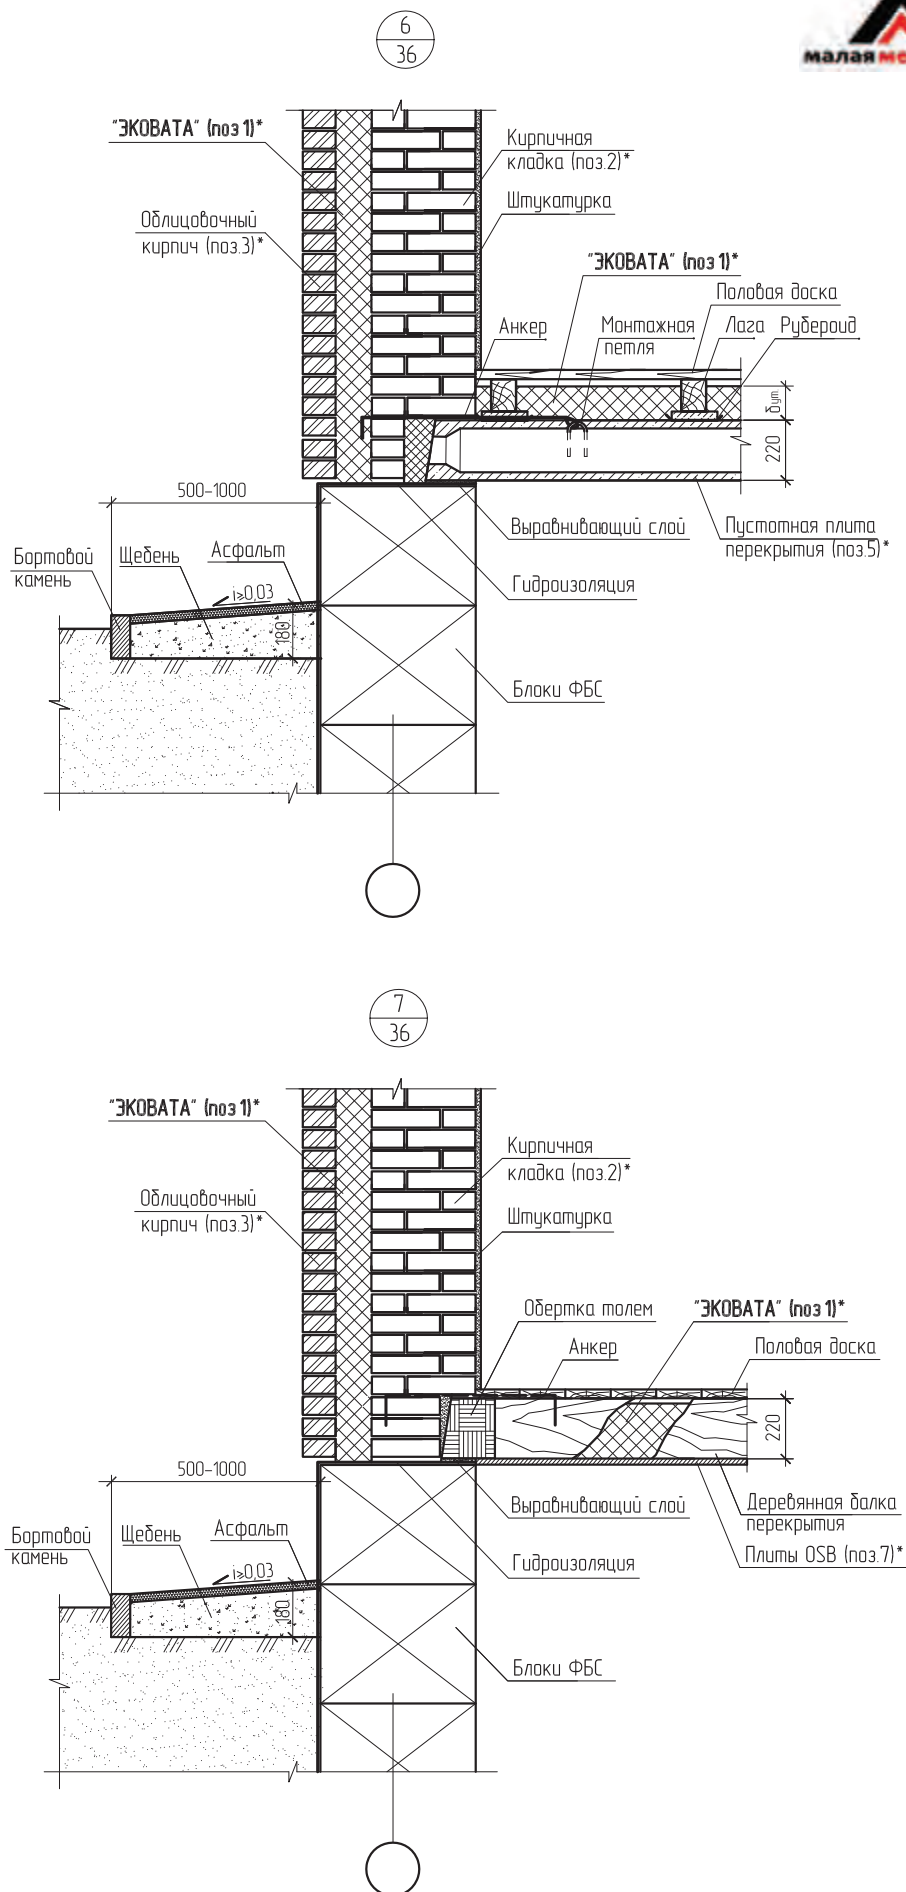 6
36
малая
"ЭКОВАТА" (поз 1)*
Кирпичная
кладка (поз.2)*
Облицовочный
кирпич (поз.3)*
Штукатурка
"ЭКОВАТА" (поз 1)*
Половая доска
Анкер
Монтажная
петля
Лага
Рубероид
δут.
220
500-1000
Выравнивающий слой
Пустотная плита
перекрытия (поз.5)*
Бортовой
камень
Щебень
Асфальт
i≥0,03
180
Гидроизоляция
Блоки ФБС
7
36
"ЭКОВАТА" (поз 1)*
Кирпичная
кладка (поз.2)*
Облицовочный
кирпич (поз.3)*
Штукатурка
Обертка толем
"ЭКОВАТА" (поз 1)*
Анкер
Половая доска
220
500-1000
Выравнивающий слой
Деревянная балка
перекрытия
Плиты OSB (поз.7)*
Бортовой
камень
Щебень
Асфальт
i≥0,03
180
Гидроизоляция
Блоки ФБС